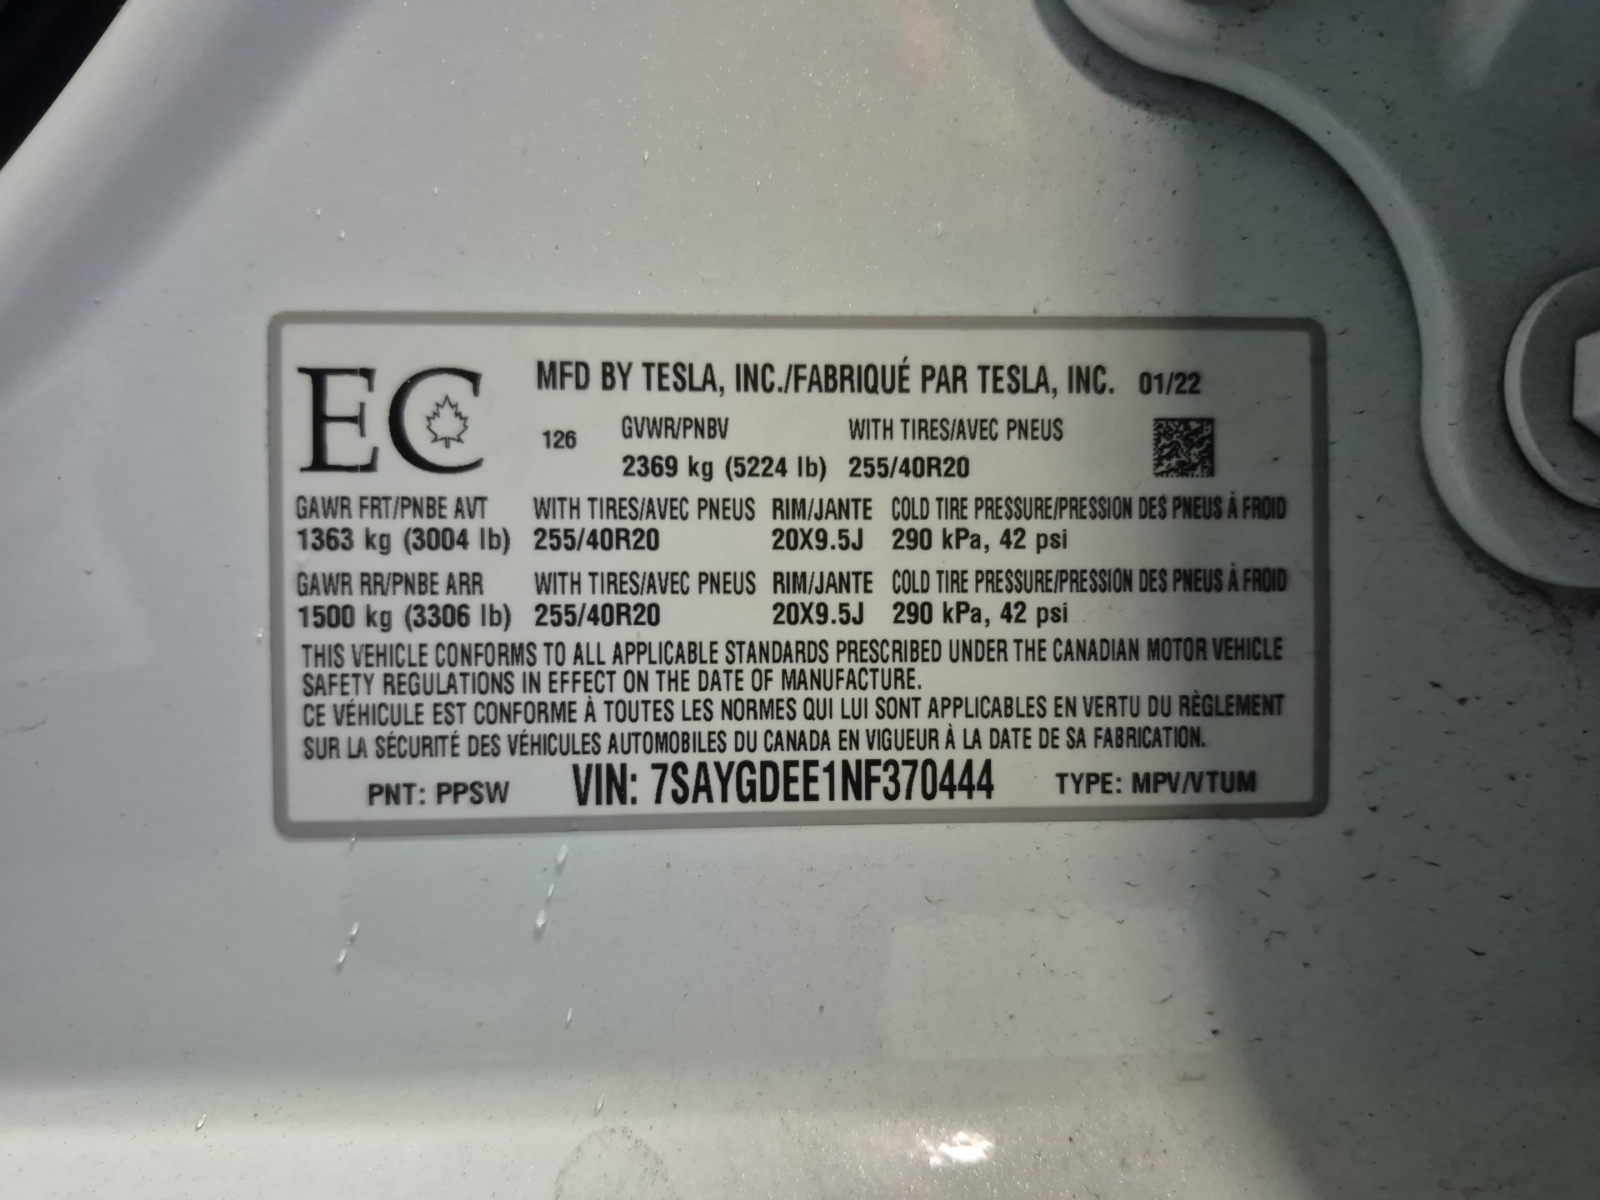 EC
MFD BY TESLA, INC./FABRIQUÉ PAR TESLA, INC. 01/22
126 GVWR/PNBV WITH TIRES/AVEC PNEUS
2369 kg (5224 lb) 255/40R20
GAWR FRT/PNBE AVT WITH TIRES/AVEC PNEUS RIM/JANTE COLD TIRE PRESSURE/PRESSION DES PNEUS À FROID
1363 kg (3004 lb) 255/40R20 20X9.5J 290 kPa, 42 psi
GAWR RR/PNBE ARR WITH TIRES/AVEC PNEUS RIM/JANTE COLD TIRE PRESSURE/PRESSION DES PNEUS À FROID
1500 kg (3306 lb) 255/40R20 20X9.5J 290 kPa, 42 psi
THIS VEHICLE CONFORMS TO ALL APPLICABLE STANDARDS PRESCRIBED UNDER THE CANADIAN MOTOR VEHICLE
SAFETY REGULATIONS IN EFFECT ON THE DATE OF MANUFACTURE.
CE VÉHICULE EST CONFORME À TOUTES LES NORMES QUI LUI SONT APPLICABLES EN VERTU DU RÈGLEMENT
SUR LA SÉCURITÉ DES VÉHICULES AUTOMOBILES DU CANADA EN VIGUEUR À LA DATE DE SA FABRICATION.
PNT: PPSW VIN: 7SAYGDEE1NF370444 TYPE: MPV/VTUM